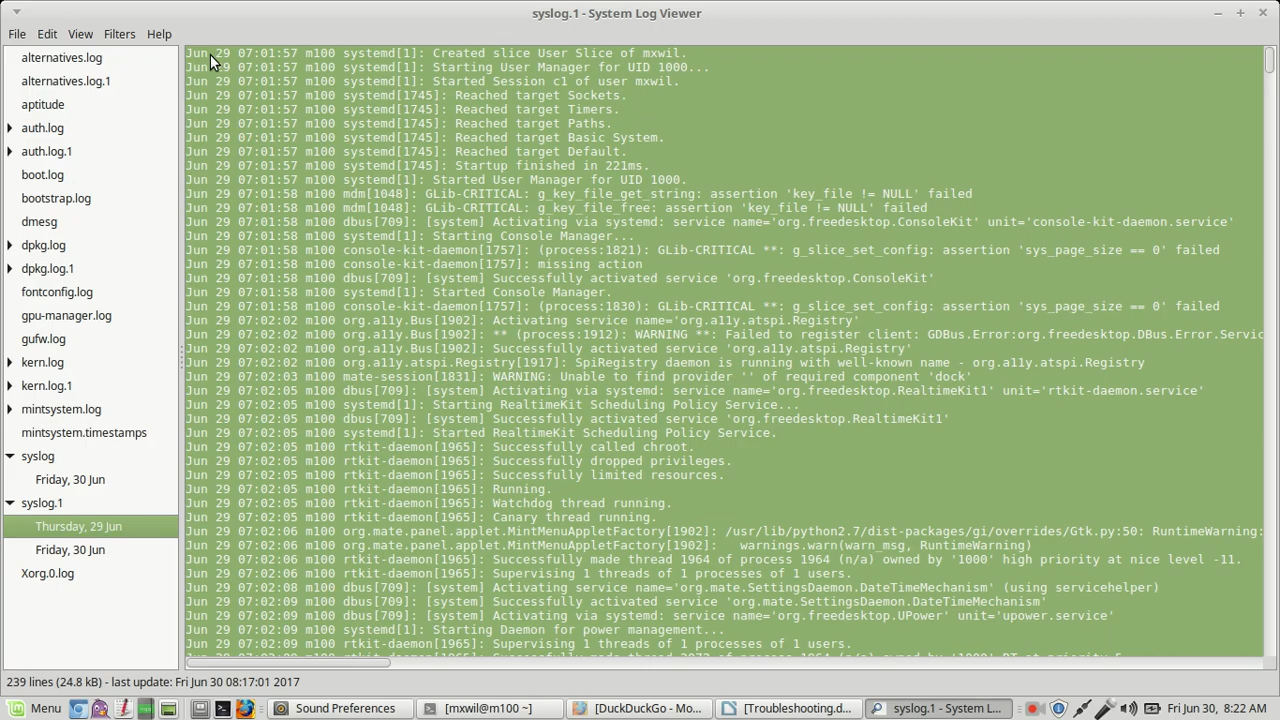 syslog.1 - System Log Viewer
File Edit View Filters Help
alternatives.log
alternatives.log.1
aptitude
auth.log
auth.log.1
boot.log
bootstrap.log
dmesg
dpkg.log
dpkg.log.1
fontconfig.log
gpu-manager.log
gufw.log
kern.log
kern.log.1
mintsystem.log
mintsystem.timestamps
syslog
Friday, 30 Jun
syslog.1
Thursday, 29 Jun
Friday, 30 Jun
Xorg.0.log
Jun 29 07:01:57 m100 systemd[1]: Created slice User Slice of mxwil.
Jun 29 07:01:57 m100 systemd[1]: Starting User Manager for UID 1000...
Jun 29 07:01:57 m100 systemd[1]: Started Session c1 of user mxwil.
Jun 29 07:01:57 m100 systemd[1745]: Reached target Sockets.
Jun 29 07:01:57 m100 systemd[1745]: Reached target Timers.
Jun 29 07:01:57 m100 systemd[1745]: Reached target Paths.
Jun 29 07:01:57 m100 systemd[1745]: Reached target Basic System.
Jun 29 07:01:57 m100 systemd[1745]: Reached target Default.
Jun 29 07:01:57 m100 systemd[1745]: Startup finished in 221ms.
Jun 29 07:01:57 m100 systemd[1]: Started User Manager for UID 1000.
Jun 29 07:01:58 m100 mdm[1048]: GLib-CRITICAL: g_key_file_get_string: assertion 'key_file != NULL' failed
Jun 29 07:01:58 m100 mdm[1048]: GLib-CRITICAL: g_key_file_free: assertion 'key_file != NULL' failed
Jun 29 07:01:58 m100 dbus[709]: [system] Activating via systemd: service name='org.freedesktop.ConsoleKit' unit='console-kit-daemon.service'
Jun 29 07:01:58 m100 systemd[1]: Starting Console Manager...
Jun 29 07:01:58 m100 console-kit-daemon[1757]: (process:1821): GLib-CRITICAL **: g_slice_set_config: assertion 'sys_page_size == 0' failed
Jun 29 07:01:58 m100 console-kit-daemon[1757]: missing action
Jun 29 07:01:58 m100 dbus[709]: [system] Successfully activated service 'org.freedesktop.ConsoleKit'
Jun 29 07:01:58 m100 systemd[1]: Started Console Manager.
Jun 29 07:01:58 m100 console-kit-daemon[1757]: (process:1830): GLib-CRITICAL **: g_slice_set_config: assertion 'sys_page_size == 0' failed
Jun 29 07:02:02 m100 org.a11y.Bus[1902]: Activating service name='org.a11y.atspi.Registry'
Jun 29 07:02:02 m100 org.a11y.Bus[1902]: ** (process:1912): WARNING **: Failed to register client: GDBus.Error:org.freedesktop.DBus.Error.Servic
Jun 29 07:02:02 m100 org.a11y.Bus[1902]: Successfully activated service 'org.a11y.atspi.Registry'
Jun 29 07:02:02 m100 org.a11y.atspi.Registry[1917]: SpiRegistry daemon is running with well-known name - org.a11y.atspi.Registry
Jun 29 07:02:03 m100 mate-session[1831]: WARNING: Unable to find provider '' of required component 'dock'
Jun 29 07:02:05 m100 dbus[709]: [system] Activating via systemd: service name='org.freedesktop.RealtimeKit1' unit='rtkit-daemon.service'
Jun 29 07:02:05 m100 systemd[1]: Starting RealtimeKit Scheduling Policy Service...
Jun 29 07:02:05 m100 dbus[709]: [system] Successfully activated service 'org.freedesktop.RealtimeKit1'
Jun 29 07:02:05 m100 systemd[1]: Started RealtimeKit Scheduling Policy Service.
Jun 29 07:02:05 m100 rtkit-daemon[1965]: Successfully called chroot.
Jun 29 07:02:05 m100 rtkit-daemon[1965]: Successfully dropped privileges.
Jun 29 07:02:05 m100 rtkit-daemon[1965]: Successfully limited resources.
Jun 29 07:02:05 m100 rtkit-daemon[1965]: Running.
Jun 29 07:02:05 m100 rtkit-daemon[1965]: Watchdog thread running.
Jun 29 07:02:05 m100 rtkit-daemon[1965]: Canary thread running.
Jun 29 07:02:06 m100 org.mate.panel.applet.MintMenuAppletFactory[1902]: /usr/lib/python2.7/dist-packages/gi/overrides/Gtk.py:50: RuntimeWarning:
Jun 29 07:02:06 m100 org.mate.panel.applet.MintMenuAppletFactory[1902]:   warnings.warn(warn_msg, RuntimeWarning)
Jun 29 07:02:06 m100 rtkit-daemon[1965]: Successfully made thread 1964 of process 1964 (n/a) owned by '1000' high priority at nice level -11.
Jun 29 07:02:06 m100 rtkit-daemon[1965]: Supervising 1 threads of 1 processes of 1 users.
Jun 29 07:02:08 m100 dbus[709]: [system] Activating service name='org.mate.SettingsDaemon.DateTimeMechanism' (using servicehelper)
Jun 29 07:02:09 m100 dbus[709]: [system] Successfully activated service 'org.mate.SettingsDaemon.DateTimeMechanism'
Jun 29 07:02:09 m100 dbus[709]: [system] Activating via systemd: service name='org.freedesktop.UPower' unit='upower.service'
Jun 29 07:02:09 m100 systemd[1]: Starting Daemon for power management...
Jun 29 07:02:09 m100 rtkit-daemon[1965]: Supervising 1 threads of 1 processes of 1 users.
239 lines (24.8 kB) - last update: Fri Jun 30 08:17:01 2017
Menu Sound Preferences [mxwil@m100 ~] [DuckDuckGo - Mo... [Troubleshooting.d... syslog.1 - System L... Fri Jun 30, 8:22 AM